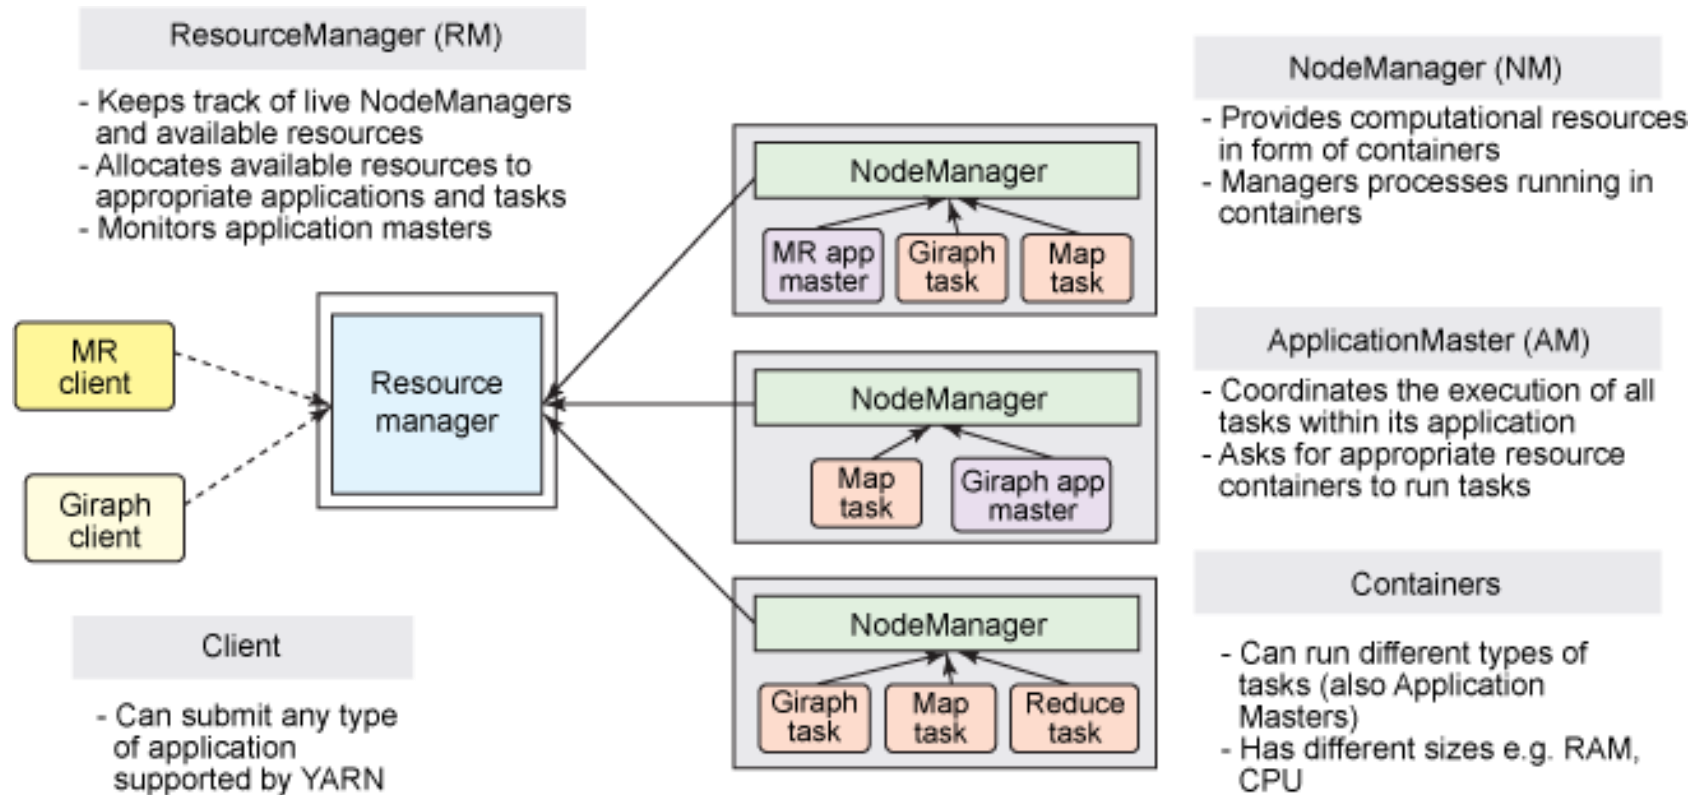 ResourceManager (RM)
- Keeps track of live NodeManagers
and available resources
- Allocates available resources to
appropriate applications and tasks
- Monitors application masters
MR
client
Giraph
client
Client
- Can submit any type
of application
supported by YARN
Resource
manager
NodeManager
MR app
master
Giraph
task
Map
task
NodeManager
Map
task
Giraph app
master
NodeManager
Giraph
task
Map
task
Reduce
task
NodeManager (NM)
- Provides computational resources
in form of containers
- Managers processes running in
containers
ApplicationMaster (AM)
- Coordinates the execution of all
tasks within its application
- Asks for appropriate resource
containers to run tasks
Containers
- Can run different types of
tasks (also Application
Masters)
- Has different sizes e.g. RAM,
CPU